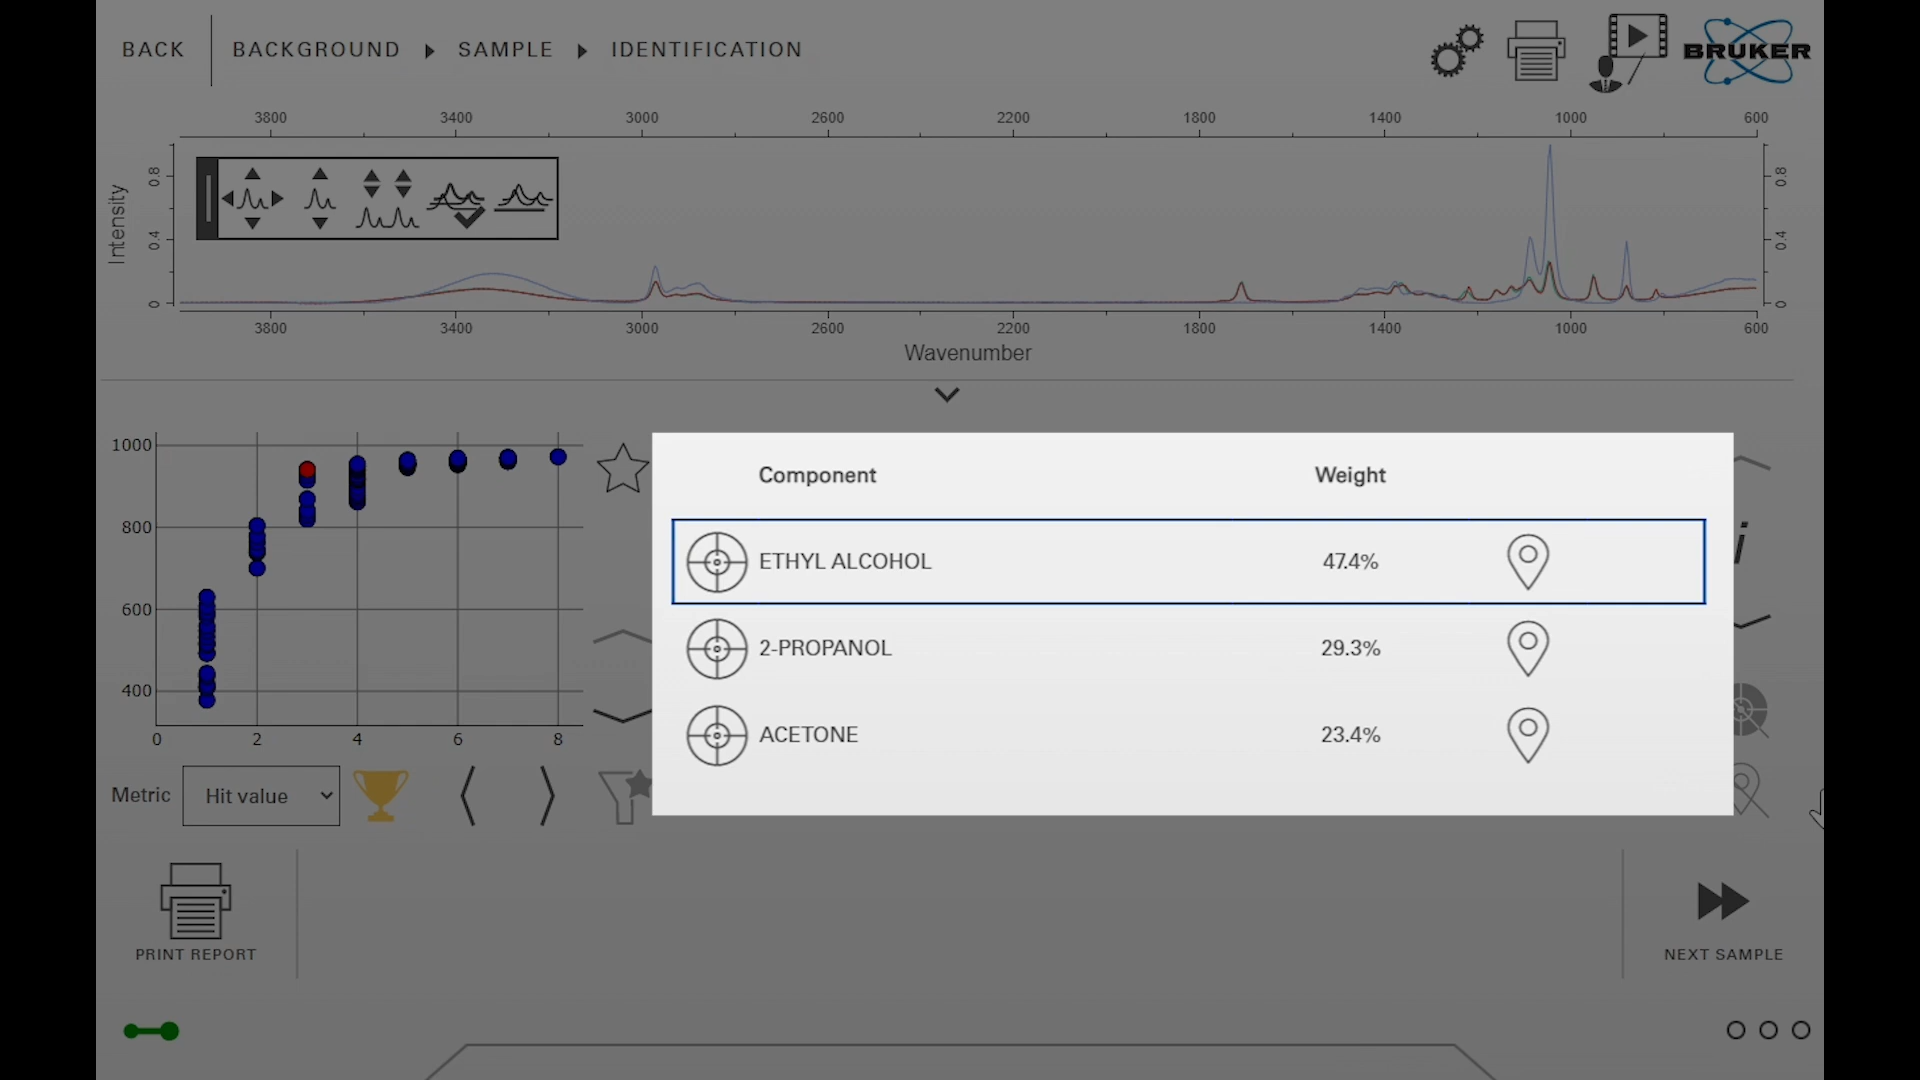 BACK
BACKGROUND ▸ SAMPLE ▸ IDENTIFICATION
BRUKER
3800 3400 3000 2600 2200 1800 1400 1000 600
Intensity
0.8 0.4 0
0.8 0.4 0
3800 3400 3000 2600 2200 1800 1400 1000 600
Wavenumber
1000
800
600
400
0 2 4 6 8
Component Weight
ETHYL ALCOHOL 47.4%
2-PROPANOL 29.3%
ACETONE 23.4%
i
Metric Hit value
PRINT REPORT
NEXT SAMPLE